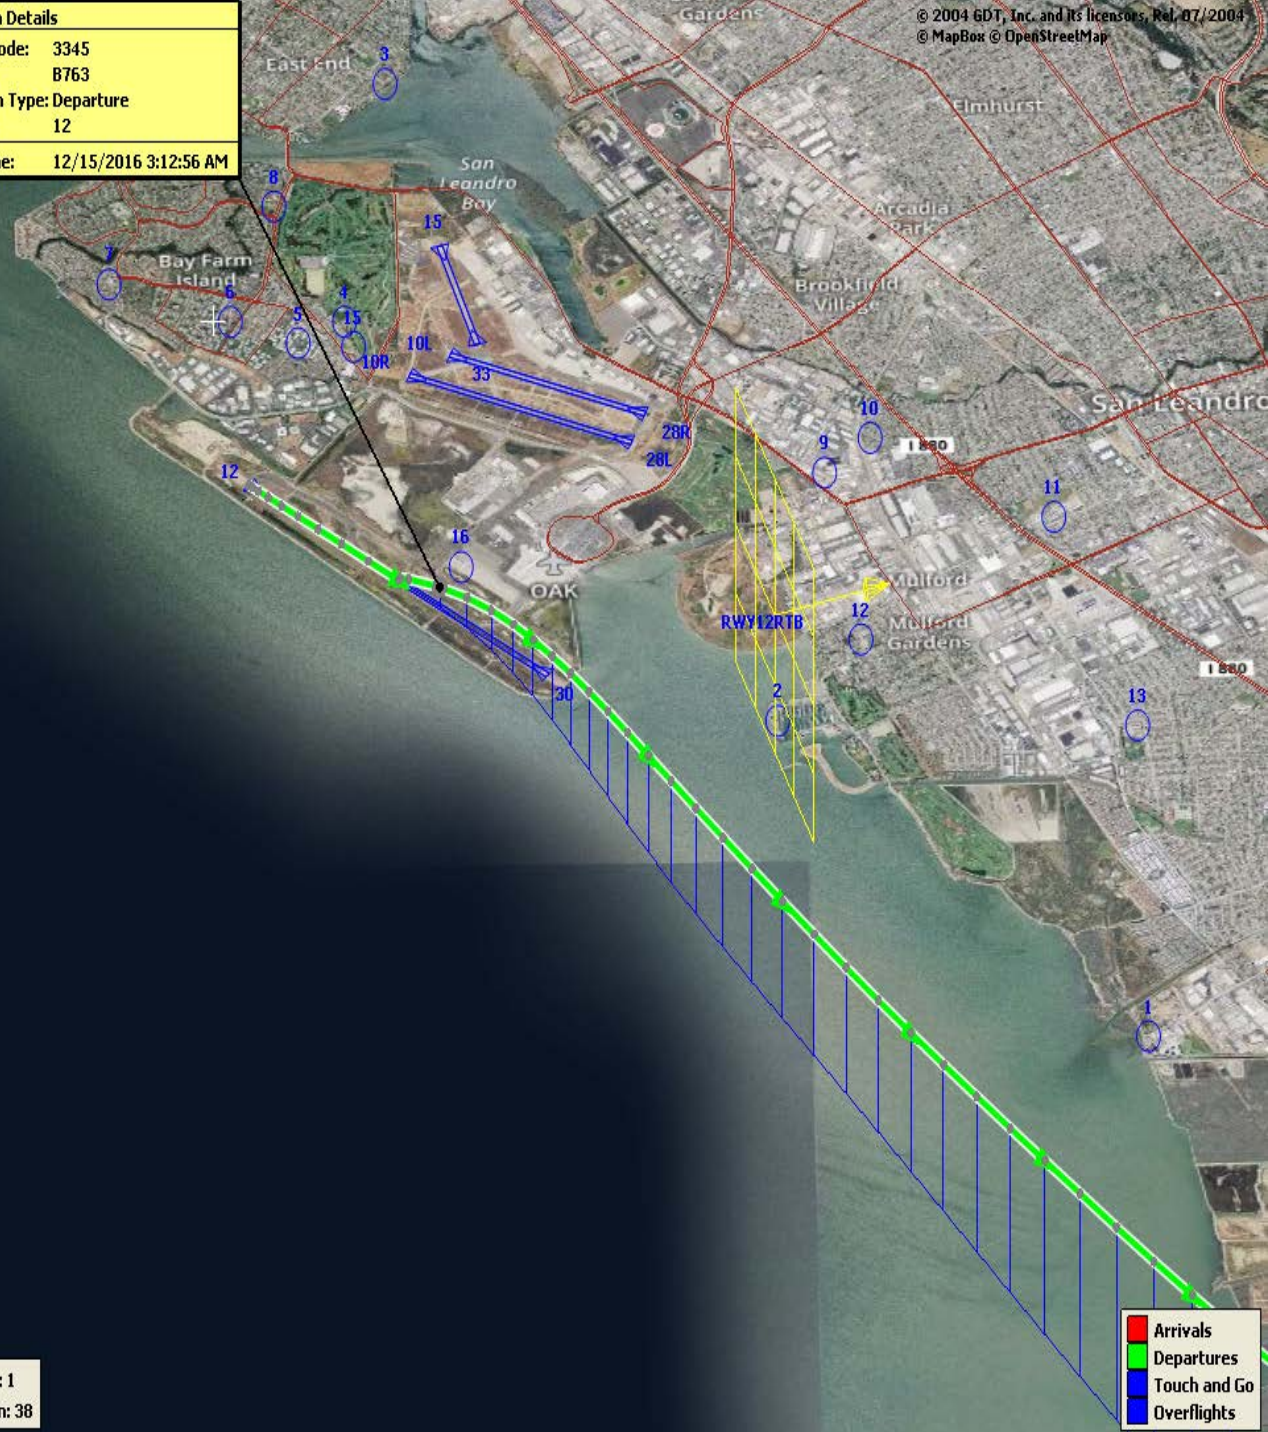 Details
ode: 3345
B763
Type: Departure
12
e: 12/15/2016 3:12:56 AM
© 2004 GDT, Inc. and its licensors, Rel. 07/2004
© MapBox © OpenStreetMap
Gardens
East End
3
Elmhurst
San
Leandro
Bay
8
15
Arcadia
Park
7
Bay Farm
Island
Brookfield
Village
6
4
5
15
10L
10R
33
San Leandro
10
28R
9
I 880
28L
12
11
16
OAK
Mulford
RWY12RTB
12
Mulford
Gardens
I 880
30
2
13
1
Arrivals
Departures
Touch and Go
Overflights
: 1
n: 38